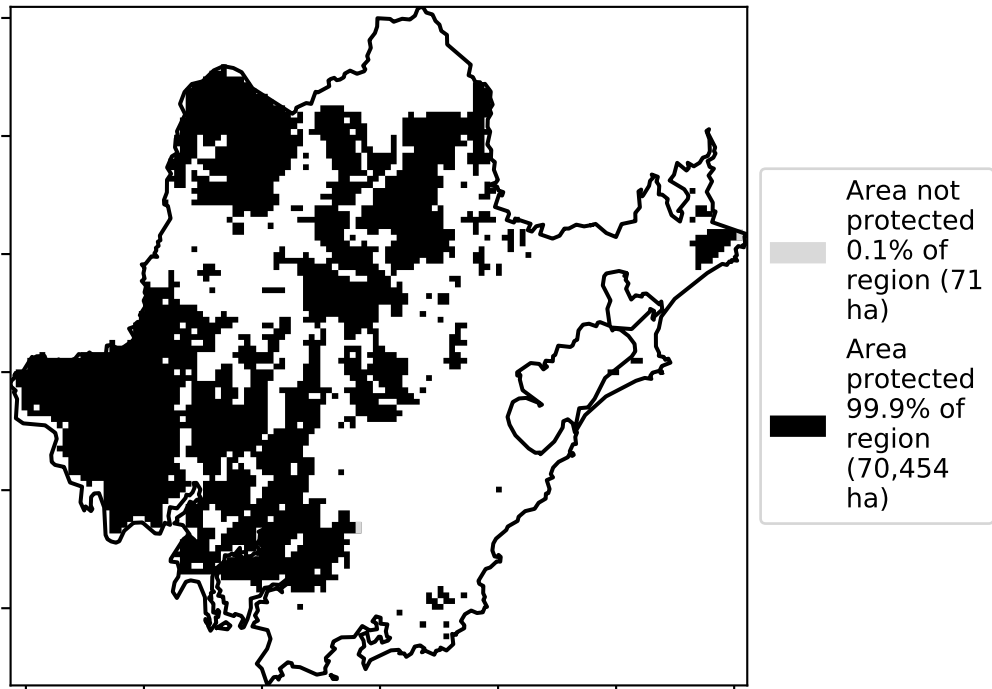 Area not
protected
0.1% of
region (71
ha)
Area
protected
99.9% of
region
(70,454
ha)